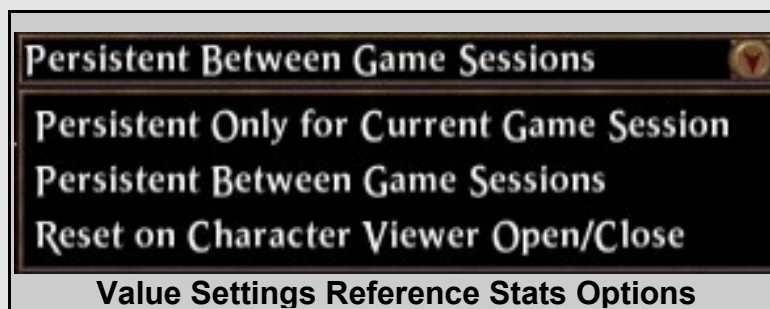 Persistent Between Game Sessions
Persistent Only for Current Game Session
Persistent Between Game Sessions
Reset on Character Viewer Open/Close
Value Settings Reference Stats Options